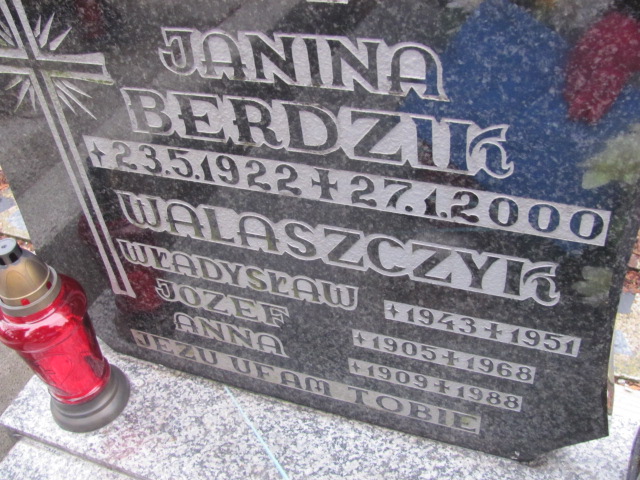 JANINA
BERDZIK
*23.5.1922+27.1.2000
WALASZCZYK
WŁADYSŁAW *1943+1951
JÓZEF *1905+1968
ANNA *1909+1988
JEZU UFAM TOBIE